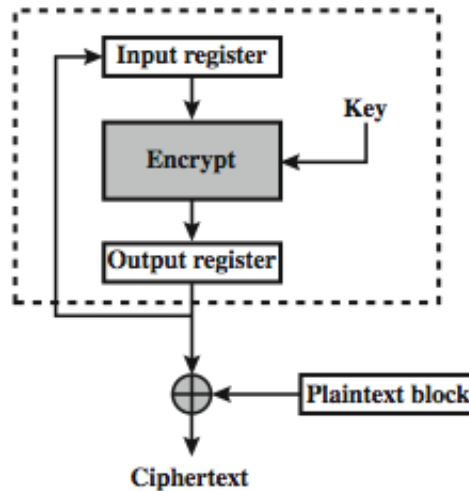 Input register
Key
Encrypt
Output register
Plaintext block
Ciphertext